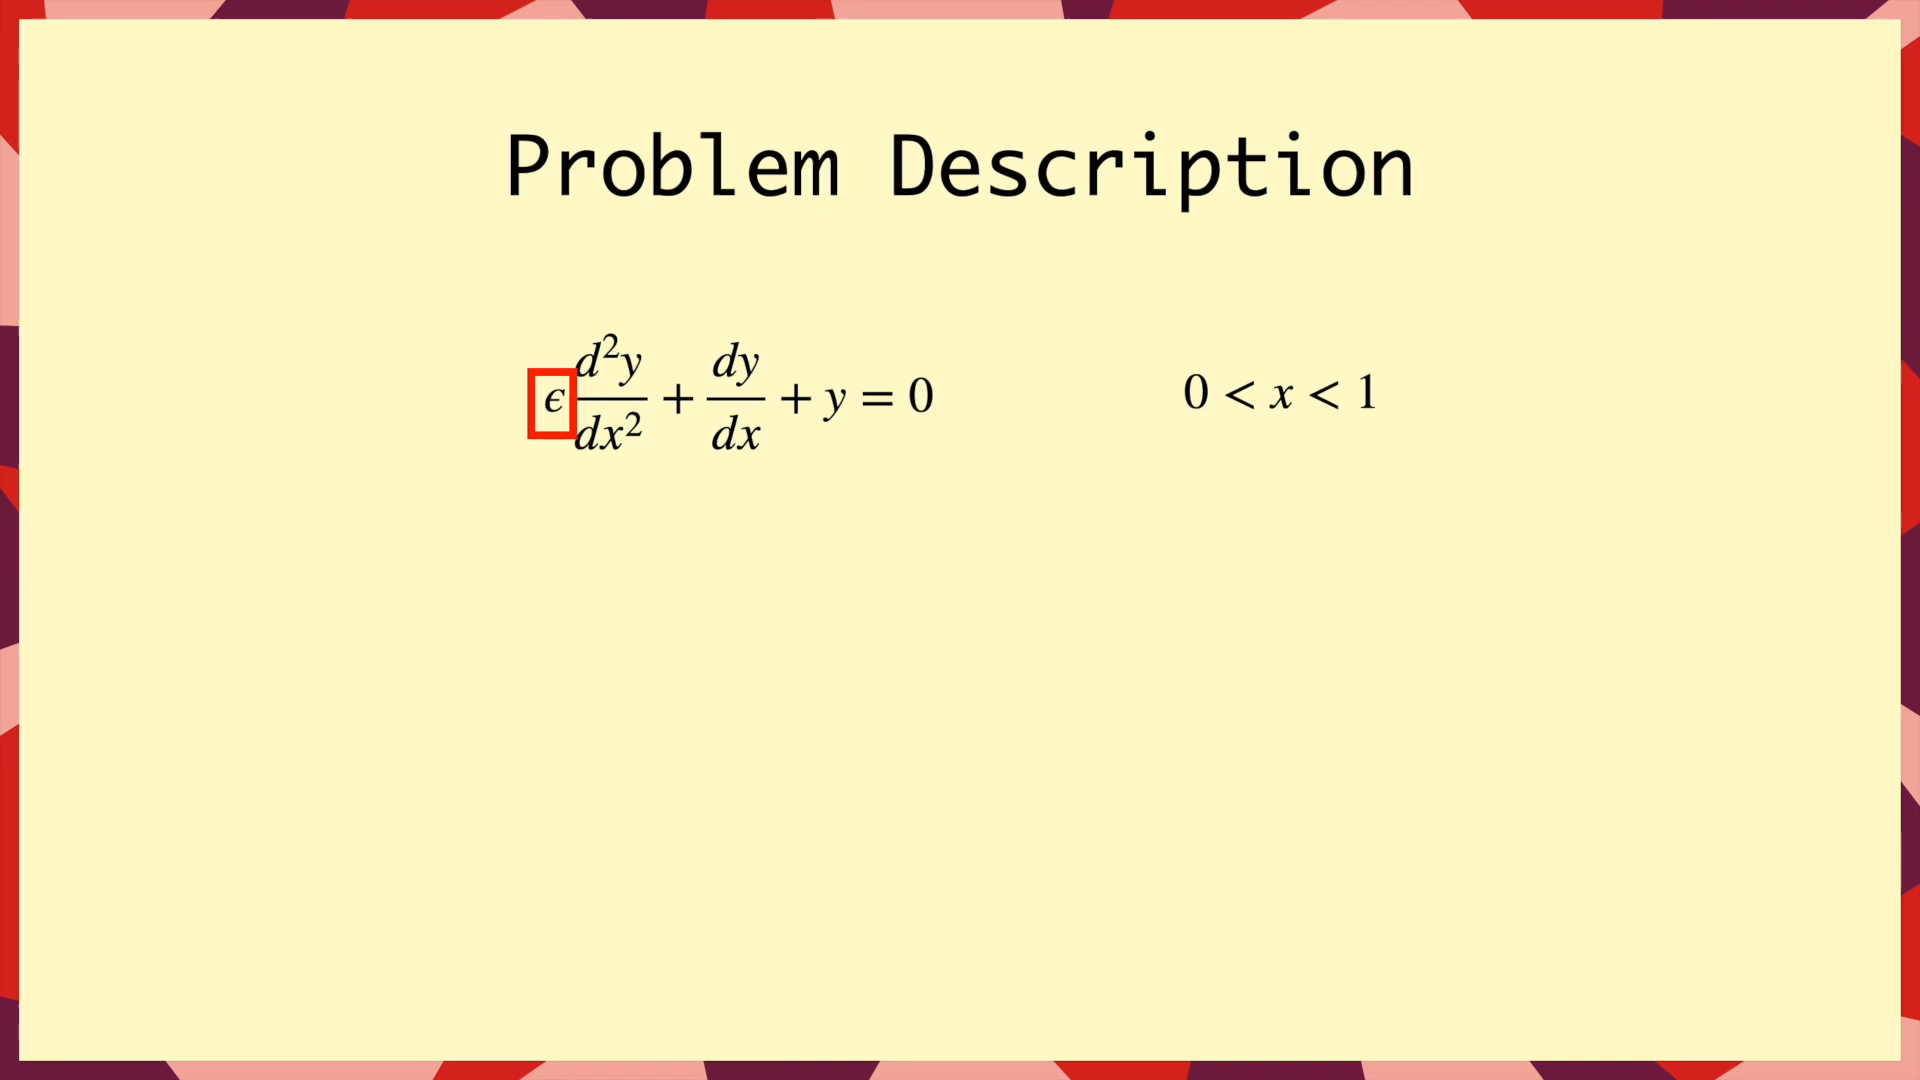 Problem Description
ϵ d²y/dx² + dy/dx + y = 0 0 < x < 1